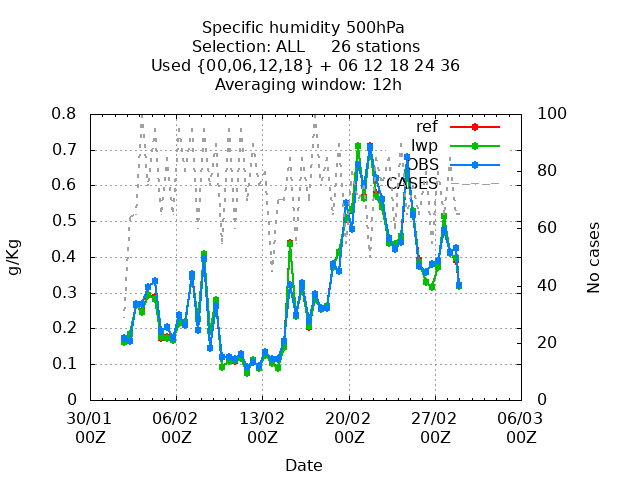 Specific humidity 500hPa
Selection: ALL 26 stations
Used {00,06,12,18} + 06 12 18 24 36
Averaging window: 12h
0.8
0.7
0.6
0.5
0.4
0.3
0.2
0.1
0
g/Kg
ref
lwp
OBS
CASES
100
80
60
40
20
0
No cases
30/01 06/02 13/02 20/02 27/02 06/03
00Z 00Z 00Z 00Z 00Z 00Z
Date